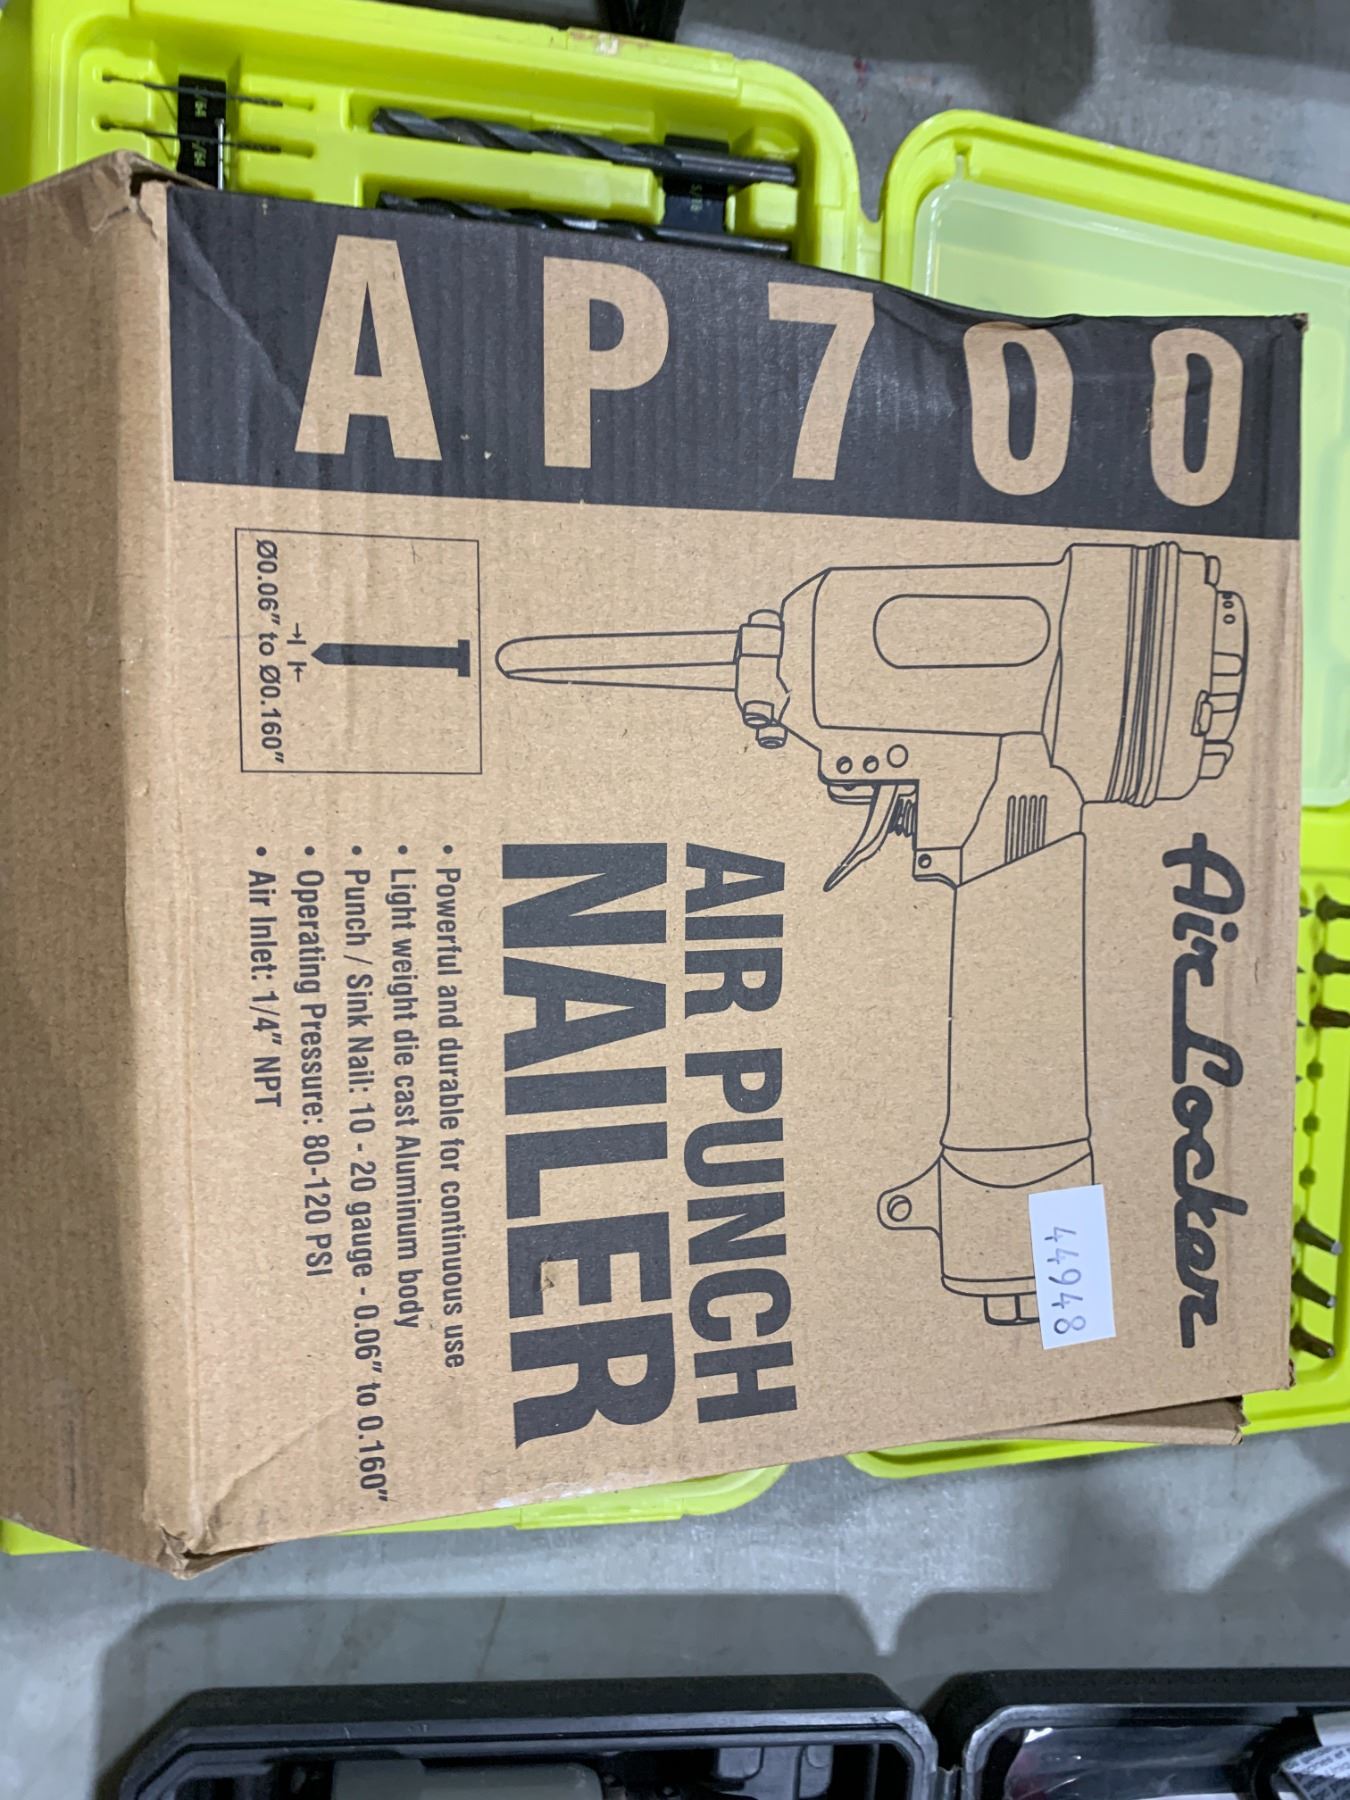 Air Locker
44948
AIR PUNCH
NAILER
• Powerful and durable for continuous use
• Light weight die cast Aluminum body
• Punch / Sink Nail: 10 - 20 gauge - 0.06" to 0.160"
• Operating Pressure: 80-120 PSI
• Air Inlet: 1/4" NPT
Ø0.06" to Ø0.160"
AP700